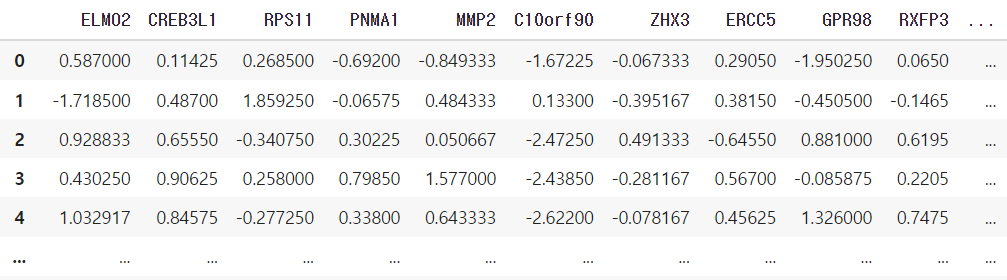 ELMO2 CREB3L1 RPS11 PNMA1 MMP2 C10orf90 ZHX3 ERCC5 GPR98 RXFP3 ...
0 0.587000 0.11425 0.268500 -0.69200 -0.849333 -1.67225 -0.067333 0.29050 -1.950250 0.0650 ...
1 -1.718500 0.48700 1.859250 -0.06575 0.484333 0.13300 -0.395167 0.38150 -0.450500 -0.1465 ...
2 0.928833 0.65550 -0.340750 0.30225 0.050667 -2.47250 0.491333 -0.64550 0.881000 0.6195 ...
3 0.430250 0.90625 0.258000 0.79850 1.577000 -2.43850 -0.281167 0.56700 -0.085875 0.2205 ...
4 1.032917 0.84575 -0.277250 0.33800 0.643333 -2.62200 -0.078167 0.45625 1.326000 0.7475 ...
... ... ... ... ... ... ... ... ... ... ... ...